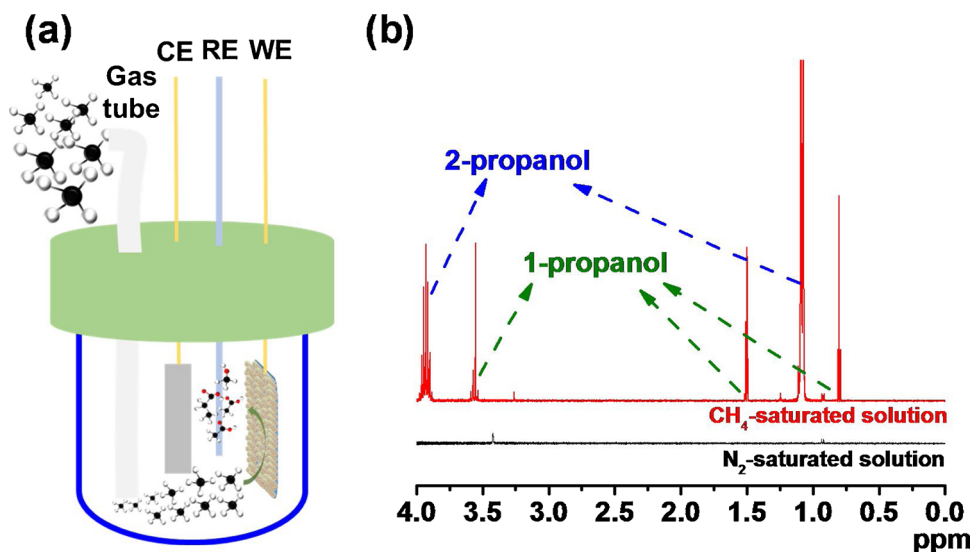 (a)
CE RE WE
Gas
tube
(b)
2-propanol
1-propanol
CH₄-saturated solution
N₂-saturated solution
4.0 3.5 3.0 2.5 2.0 1.5 1.0 0.5 0.0
ppm